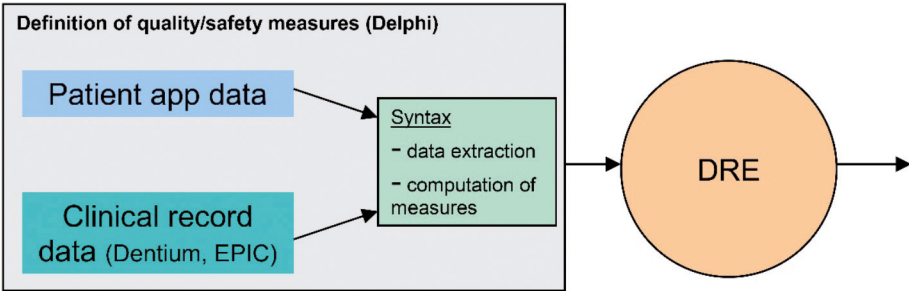 Definition of quality/safety measures (Delphi)
Patient app data
Clinical record
data (Dentium, EPIC)
Syntax
- data extraction
- computation of
measures
DRE